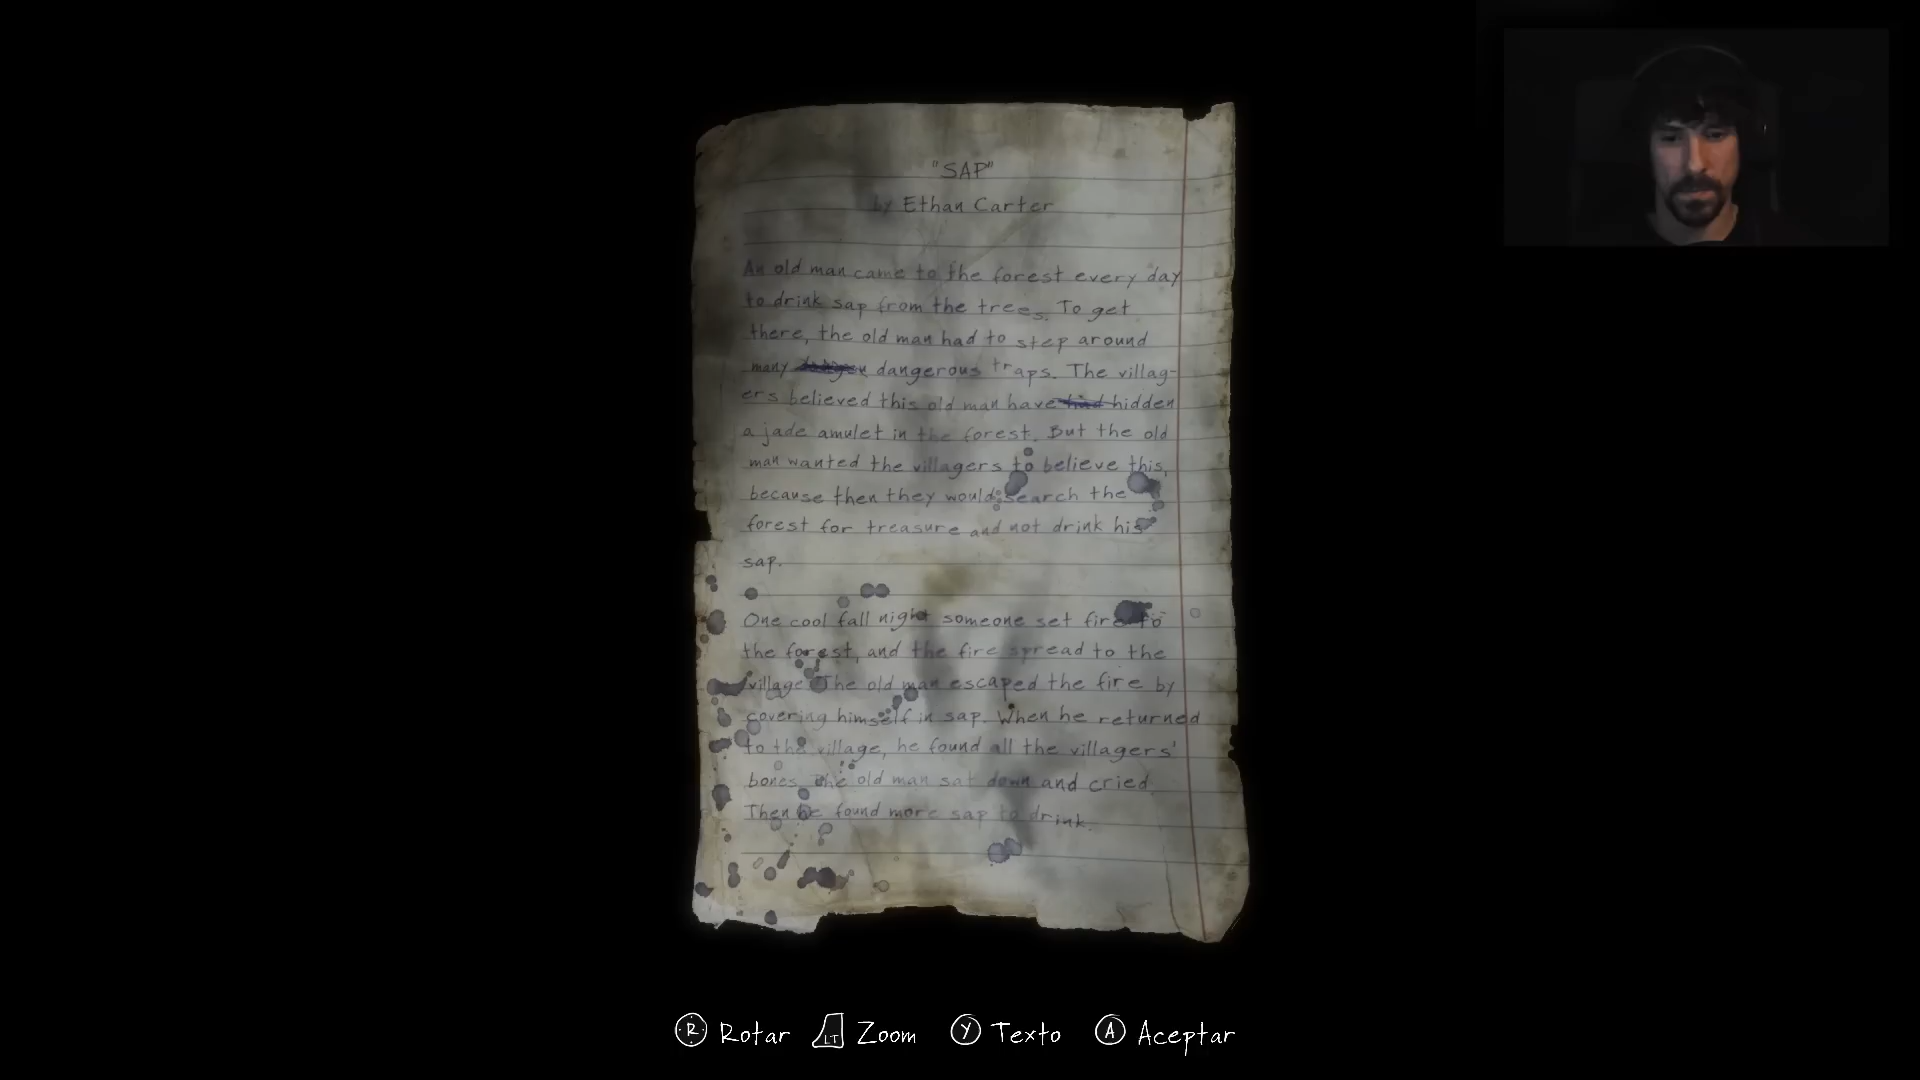 "SAP"
by Ethan Carter
An old man came to the forest every day
to drink sap from the trees. To get
there, the old man had to step around
many dangerous traps. The villag-
ers believed this old man have had hidden
a jade amulet in the forest. But the old
man wanted the villagers to believe this,
because then they would search the
forest for treasure and not drink his
sap.
One cool fall night someone set fire to
the forest, and the fire spread to the
village. The old man escaped the fire by
covering himself in sap. When he returned
to the village, he found all the villagers'
bones. The old man sat down and cried.
Then he found more sap to drink.
R Rotar LT Zoom Y Texto A Aceptar